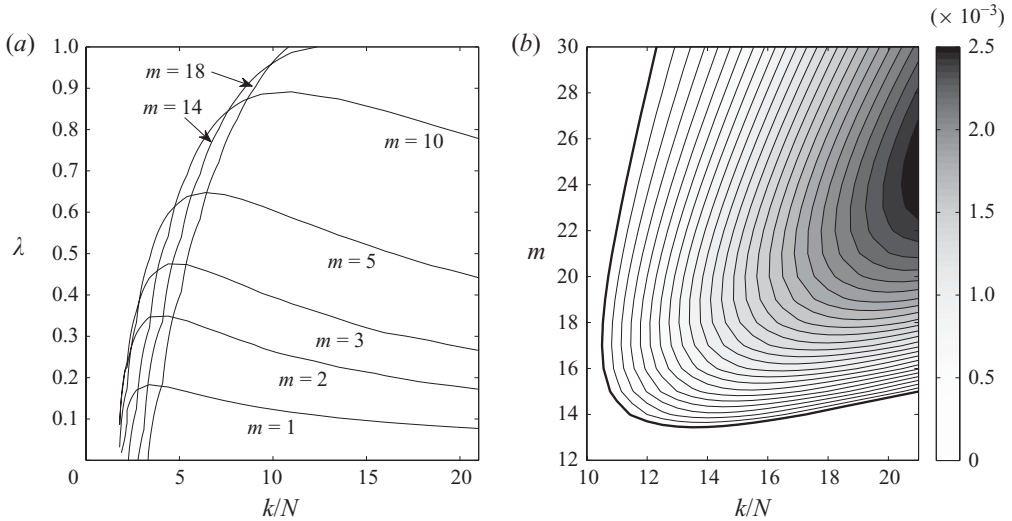 (× 10⁻³)
(a)
(b)
1.0
0.9
0.8
0.7
0.6
0.5
0.4
0.3
0.2
0.1
0
λ
m = 18
m = 14
m = 10
m = 5
m = 3
m = 2
m = 1
5
10
15
20
k/N
30
28
26
24
22
20
18
16
14
12
m
10
12
14
16
18
20
k/N
2.5
2.0
1.5
1.0
0.5
0